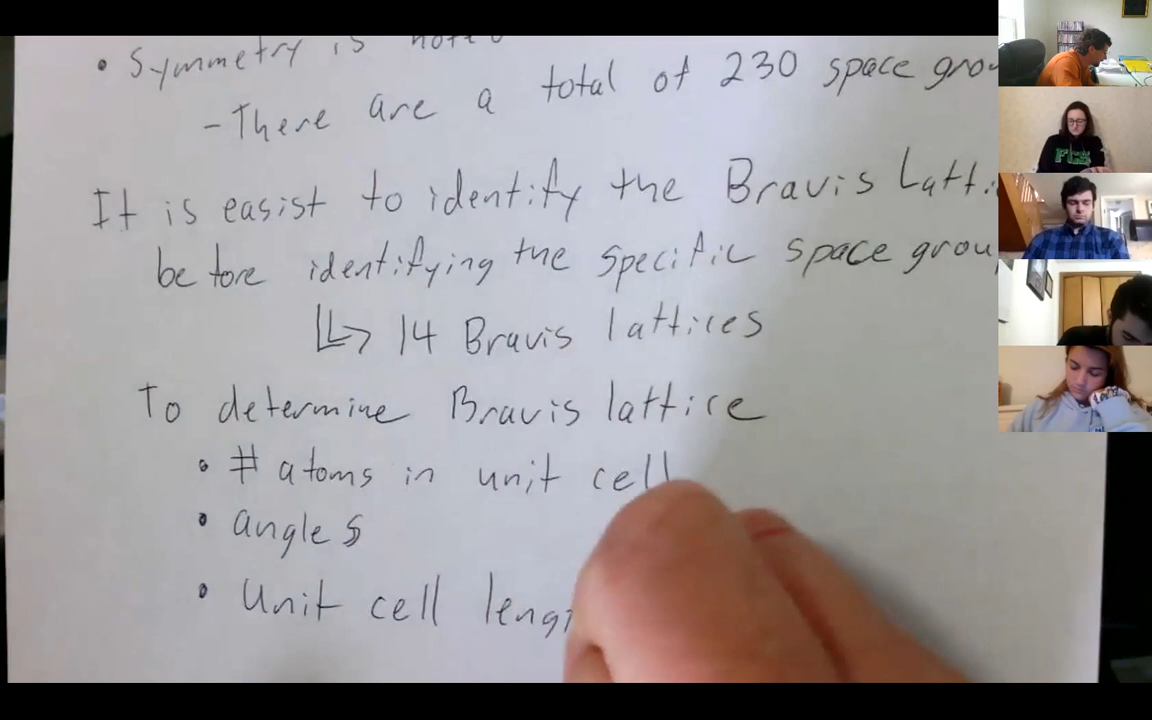 • Symmetry is
-There are a total of 230 space
It is easist to identify the Bravis
before identifying the specific space
14 Bravis lattices
To determine Bravis lattice
• # atoms in unit cell
• angles
• Unit cell